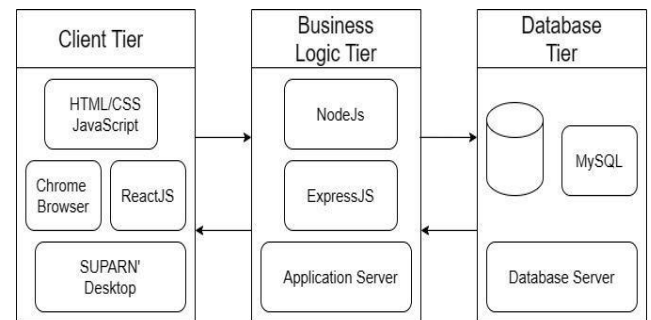 Client Tier
HTML/CSS
JavaScript
Chrome
Browser
ReactJS
SUPARN'
Desktop
Business
Logic Tier
NodeJs
ExpressJS
Application Server
Database
Tier
MySQL
Database Server